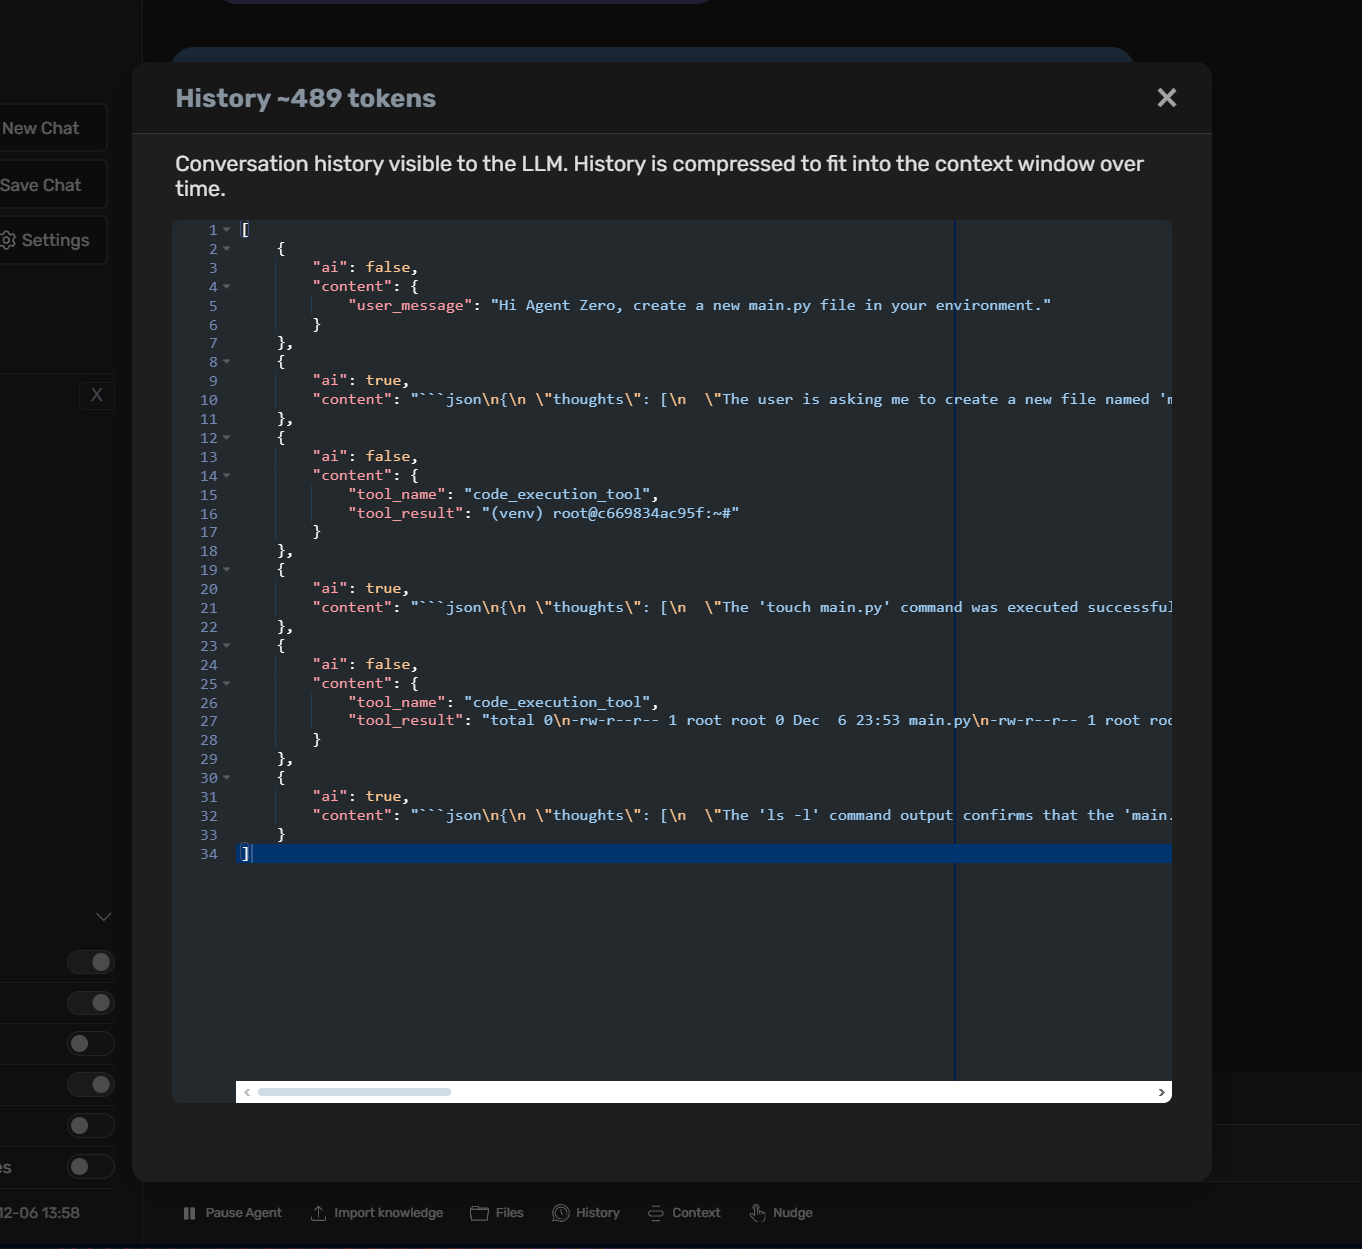 History ~489 tokens
New Chat
Save Chat
Settings
X
es
12-06 13:58
Conversation history visible to the LLM. History is compressed to fit into the context window over
time.
1 [
2 {
3 "ai": false,
4 "content": {
5 "user_message": "Hi Agent Zero, create a new main.py file in your environment."
6 }
7 },
8 {
9 "ai": true,
10 "content": "```json\n{\n \"thoughts\": [\n  \"The user is asking me to create a new file named 'm
11 },
12 {
13 "ai": false,
14 "content": {
15 "tool_name": "code_execution_tool",
16 "tool_result": "(venv) root@c669834ac95f:~#"
17 }
18 },
19 {
20 "ai": true,
21 "content": "```json\n{\n \"thoughts\": [\n  \"The 'touch main.py' command was executed successful
22 },
23 {
24 "ai": false,
25 "content": {
26 "tool_name": "code_execution_tool",
27 "tool_result": "total 0\n-rw-r--r-- 1 root root 0 Dec  6 23:53 main.py\n-rw-r--r-- 1 root roo
28 }
29 },
30 {
31 "ai": true,
32 "content": "```json\n{\n \"thoughts\": [\n  \"The 'ls -l' command output confirms that the 'main.
33 }
34 ]
Pause Agent Import knowledge Files History Context Nudge